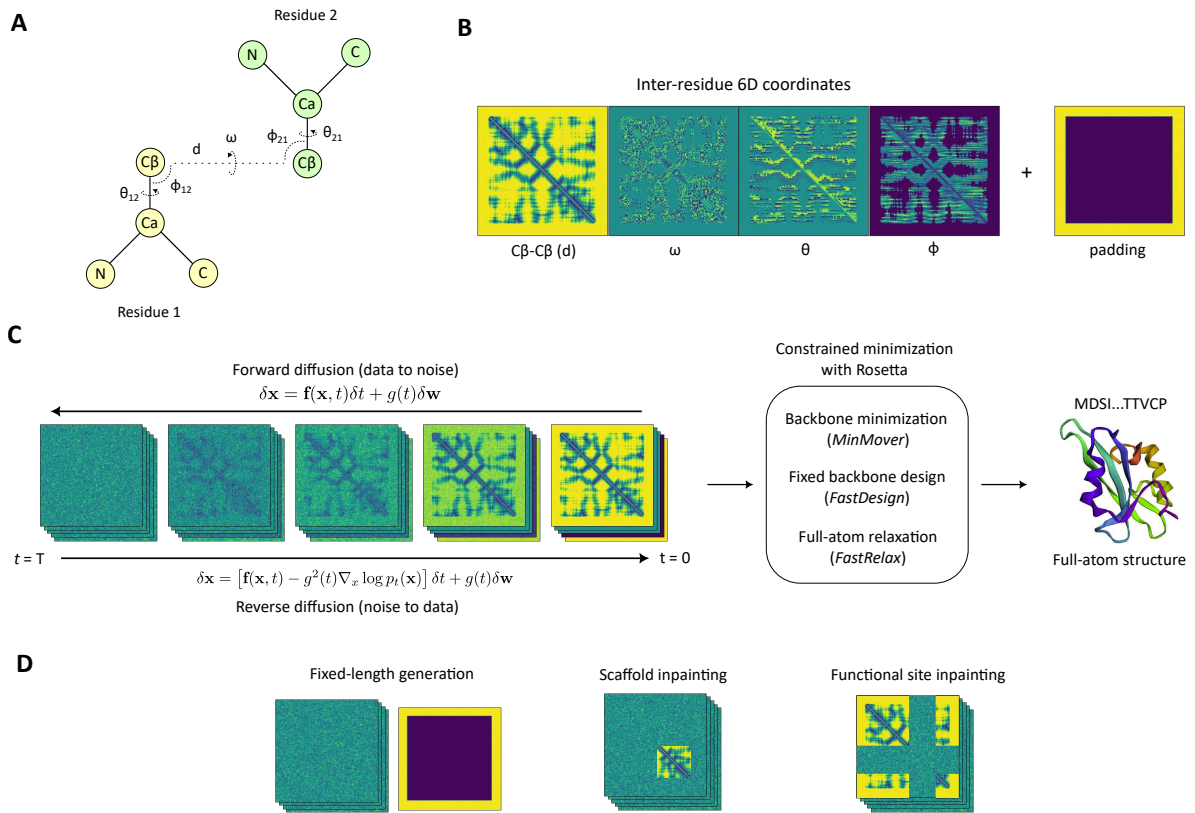 A
Residue 2
N
C
Ca
ϕ21
θ21
ω
d
Cβ
Cβ
θ12
ϕ12
Ca
N
C
Residue 1
B
Inter-residue 6D coordinates
+
Cβ-Cβ (d)
ω
θ
ϕ
padding
C
Forward diffusion (data to noise)
δx = f(x, t)δt + g(t)δw
t = T
t = 0
δx = [f(x, t) − g²(t)∇ₓ log pₜ(x)] δt + g(t)δw
Reverse diffusion (noise to data)
Constrained minimization
with Rosetta
Backbone minimization
(MinMover)
Fixed backbone design
(FastDesign)
Full-atom relaxation
(FastRelax)
MDSI...TTVCP
Full-atom structure
D
Fixed-length generation
Scaffold inpainting
Functional site inpainting